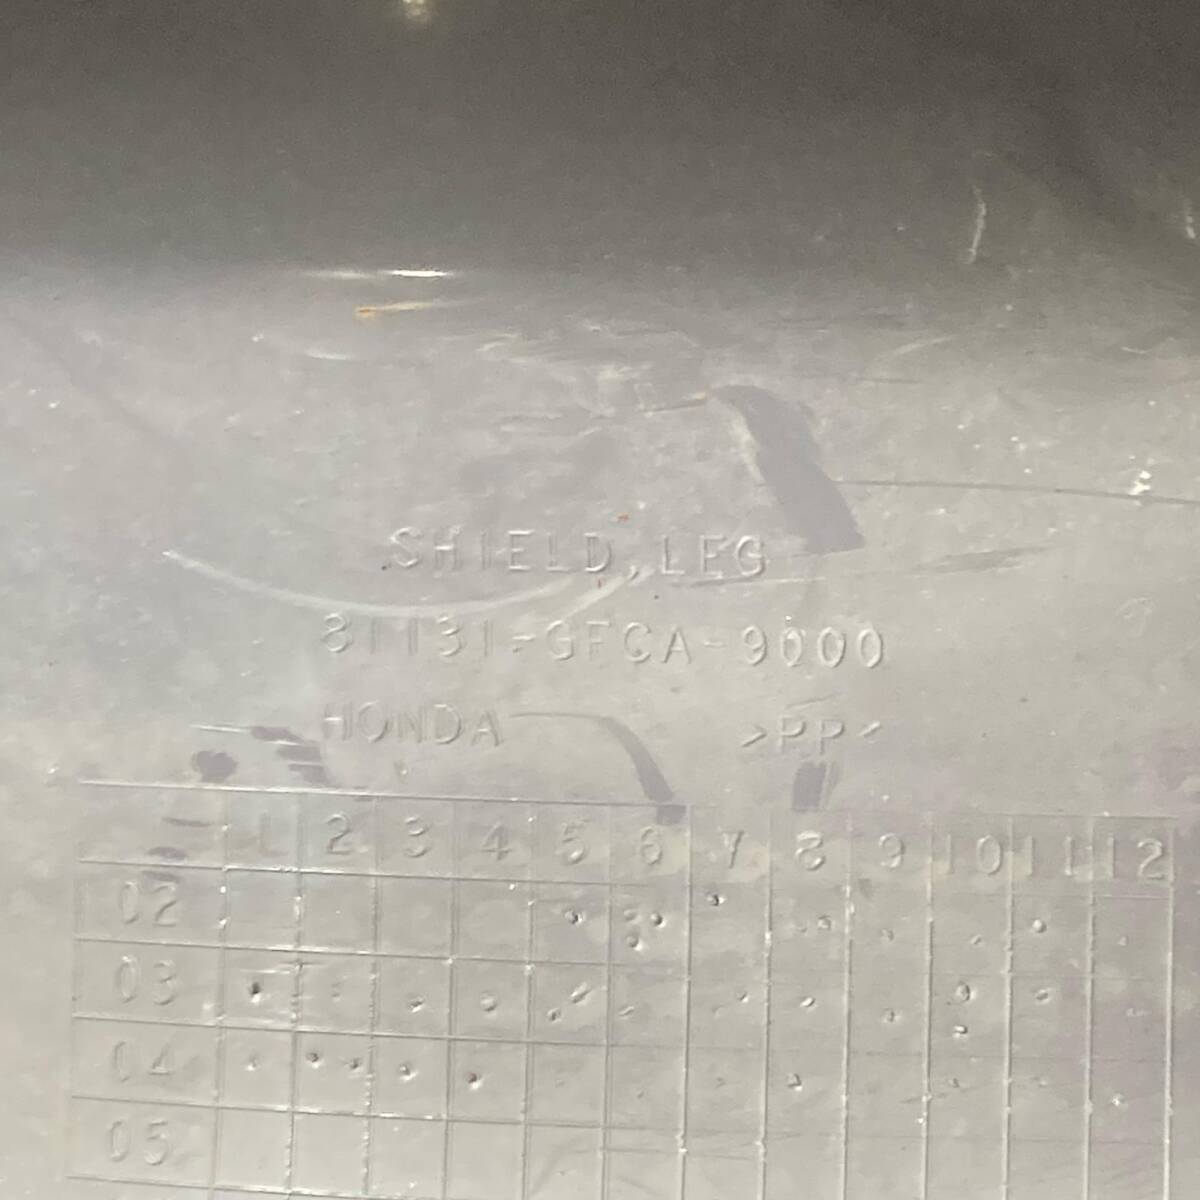 SHIELD, LEG
81131-GFCA-9000
HONDA >PP<
1 2 3 4 5 6 7 8 9 10 11 12
02
03
04
05